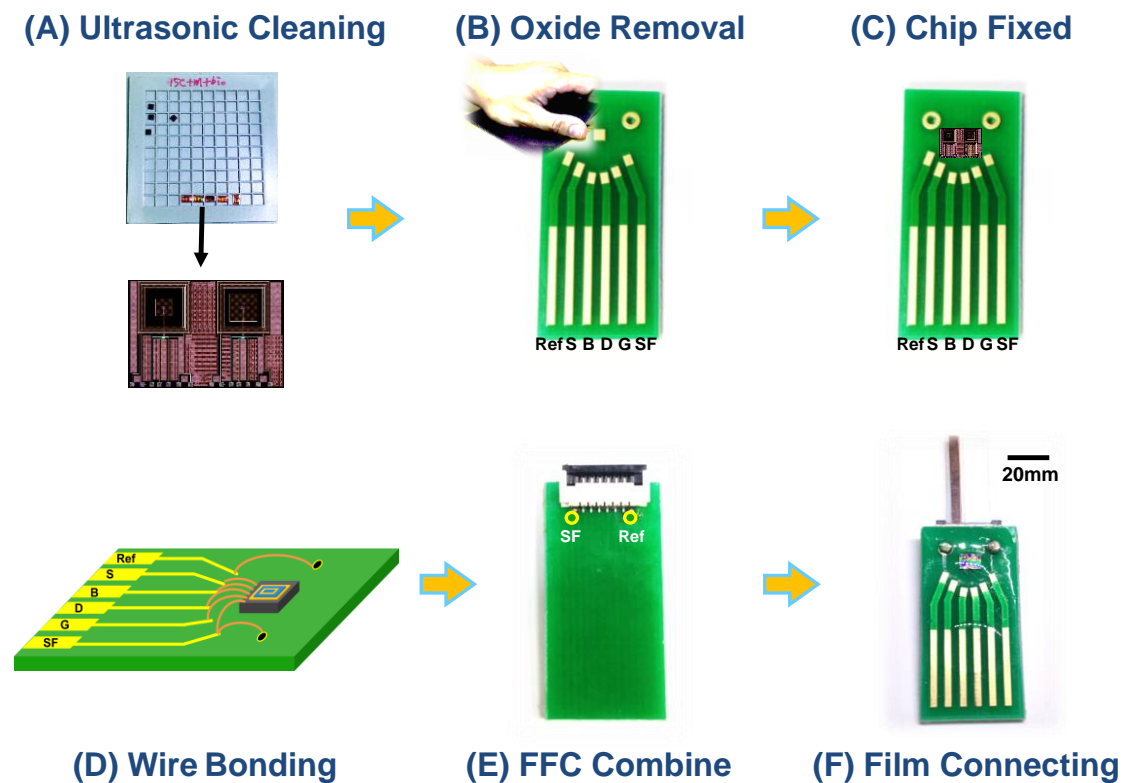 (A) Ultrasonic Cleaning
(B) Oxide Removal
(C) Chip Fixed
Ref S B D G SF
Ref S B D G SF
20mm
Ref
S
B
D
G
SF
SF Ref
(D) Wire Bonding
(E) FFC Combine
(F) Film Connecting